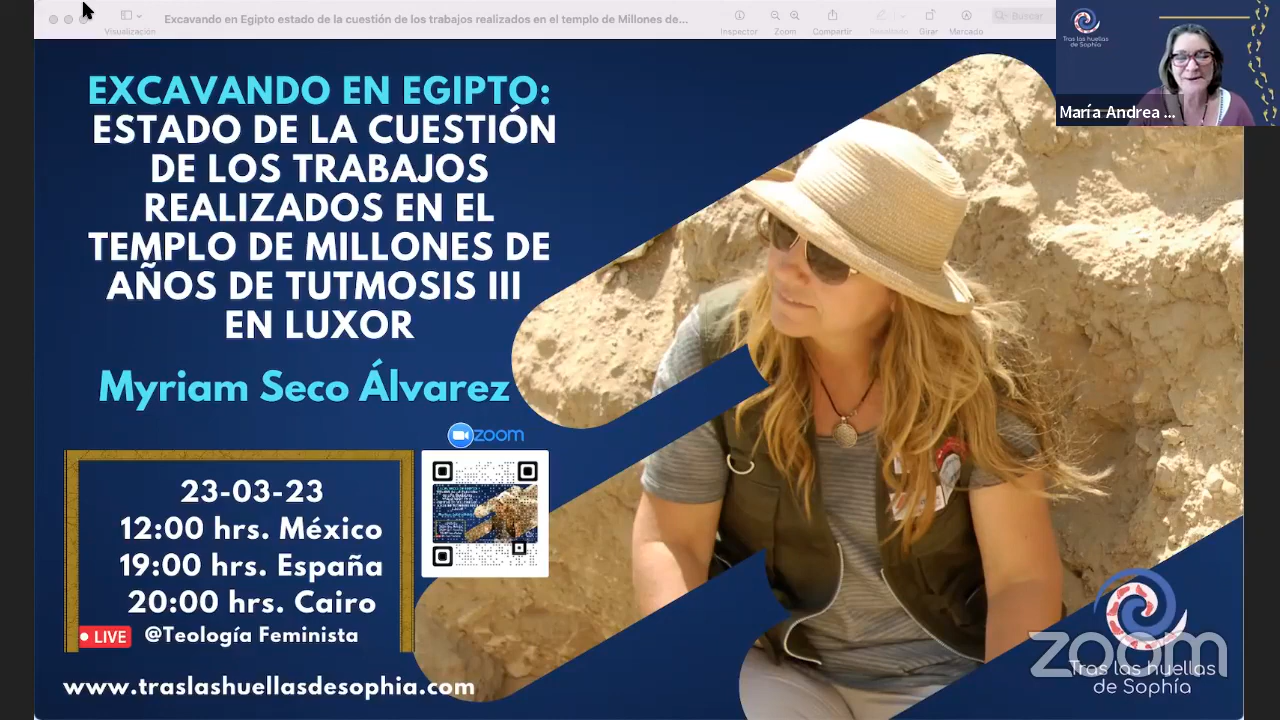 Excavando en Egipto estado de la cuestión de los trabajos realizados en el templo de Millones de...
Visualización
Inspector
Zoom
Compartir
Resaltado
Girar
Marcado
Buscar
Tras las huellas
de Sophía
María Andrea ...
EXCAVANDO EN EGIPTO:
ESTADO DE LA CUESTIÓN
DE LOS TRABAJOS
REALIZADOS EN EL
TEMPLO DE MILLONES DE
AÑOS DE TUTMOSIS III
EN LUXOR
Myriam Seco Álvarez
zoom
23-03-23
12:00 hrs. México
19:00 hrs. España
20:00 hrs. Cairo
LIVE @Teología Feminista
www.traslashuellasdesophia.com
zoom
Tras las huellas
de Sophía